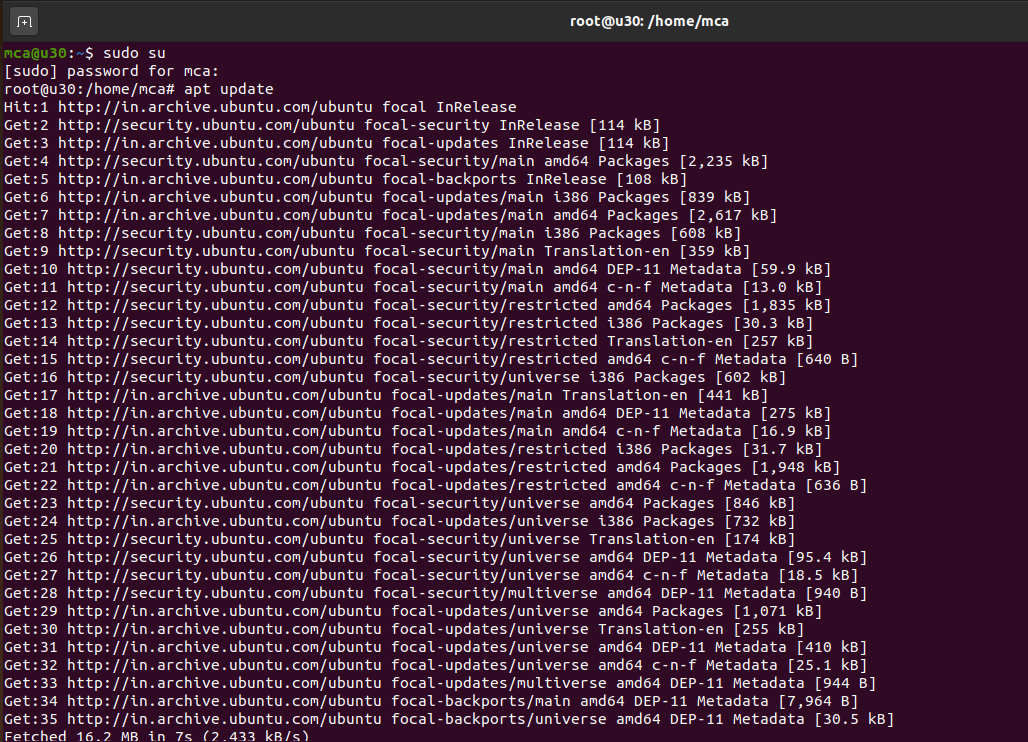 root@u30: /home/mca
mca@u30:~$ sudo su
[sudo] password for mca:
root@u30:/home/mca# apt update
Hit:1 http://in.archive.ubuntu.com/ubuntu focal InRelease
Get:2 http://security.ubuntu.com/ubuntu focal-security InRelease [114 kB]
Get:3 http://in.archive.ubuntu.com/ubuntu focal-updates InRelease [114 kB]
Get:4 http://security.ubuntu.com/ubuntu focal-security/main amd64 Packages [2,235 kB]
Get:5 http://in.archive.ubuntu.com/ubuntu focal-backports InRelease [108 kB]
Get:6 http://in.archive.ubuntu.com/ubuntu focal-updates/main i386 Packages [839 kB]
Get:7 http://in.archive.ubuntu.com/ubuntu focal-updates/main amd64 Packages [2,617 kB]
Get:8 http://security.ubuntu.com/ubuntu focal-security/main i386 Packages [608 kB]
Get:9 http://security.ubuntu.com/ubuntu focal-security/main Translation-en [359 kB]
Get:10 http://security.ubuntu.com/ubuntu focal-security/main amd64 DEP-11 Metadata [59.9 kB]
Get:11 http://security.ubuntu.com/ubuntu focal-security/main amd64 c-n-f Metadata [13.0 kB]
Get:12 http://security.ubuntu.com/ubuntu focal-security/restricted amd64 Packages [1,835 kB]
Get:13 http://security.ubuntu.com/ubuntu focal-security/restricted i386 Packages [30.3 kB]
Get:14 http://security.ubuntu.com/ubuntu focal-security/restricted Translation-en [257 kB]
Get:15 http://security.ubuntu.com/ubuntu focal-security/restricted amd64 c-n-f Metadata [640 B]
Get:16 http://security.ubuntu.com/ubuntu focal-security/universe i386 Packages [602 kB]
Get:17 http://in.archive.ubuntu.com/ubuntu focal-updates/main Translation-en [441 kB]
Get:18 http://in.archive.ubuntu.com/ubuntu focal-updates/main amd64 DEP-11 Metadata [275 kB]
Get:19 http://in.archive.ubuntu.com/ubuntu focal-updates/main amd64 c-n-f Metadata [16.9 kB]
Get:20 http://in.archive.ubuntu.com/ubuntu focal-updates/restricted i386 Packages [31.7 kB]
Get:21 http://in.archive.ubuntu.com/ubuntu focal-updates/restricted amd64 Packages [1,948 kB]
Get:22 http://in.archive.ubuntu.com/ubuntu focal-updates/restricted amd64 c-n-f Metadata [636 B]
Get:23 http://security.ubuntu.com/ubuntu focal-security/universe amd64 Packages [846 kB]
Get:24 http://in.archive.ubuntu.com/ubuntu focal-updates/universe i386 Packages [732 kB]
Get:25 http://security.ubuntu.com/ubuntu focal-security/universe Translation-en [174 kB]
Get:26 http://security.ubuntu.com/ubuntu focal-security/universe amd64 DEP-11 Metadata [95.4 kB]
Get:27 http://security.ubuntu.com/ubuntu focal-security/universe amd64 c-n-f Metadata [18.5 kB]
Get:28 http://security.ubuntu.com/ubuntu focal-security/multiverse amd64 DEP-11 Metadata [940 B]
Get:29 http://in.archive.ubuntu.com/ubuntu focal-updates/universe amd64 Packages [1,071 kB]
Get:30 http://in.archive.ubuntu.com/ubuntu focal-updates/universe Translation-en [255 kB]
Get:31 http://in.archive.ubuntu.com/ubuntu focal-updates/universe amd64 DEP-11 Metadata [410 kB]
Get:32 http://in.archive.ubuntu.com/ubuntu focal-updates/universe amd64 c-n-f Metadata [25.1 kB]
Get:33 http://in.archive.ubuntu.com/ubuntu focal-updates/multiverse amd64 DEP-11 Metadata [944 B]
Get:34 http://in.archive.ubuntu.com/ubuntu focal-backports/main amd64 DEP-11 Metadata [7,964 B]
Get:35 http://in.archive.ubuntu.com/ubuntu focal-backports/universe amd64 DEP-11 Metadata [30.5 kB]
Fetched 16.2 MB in 7s (2,433 kB/s)